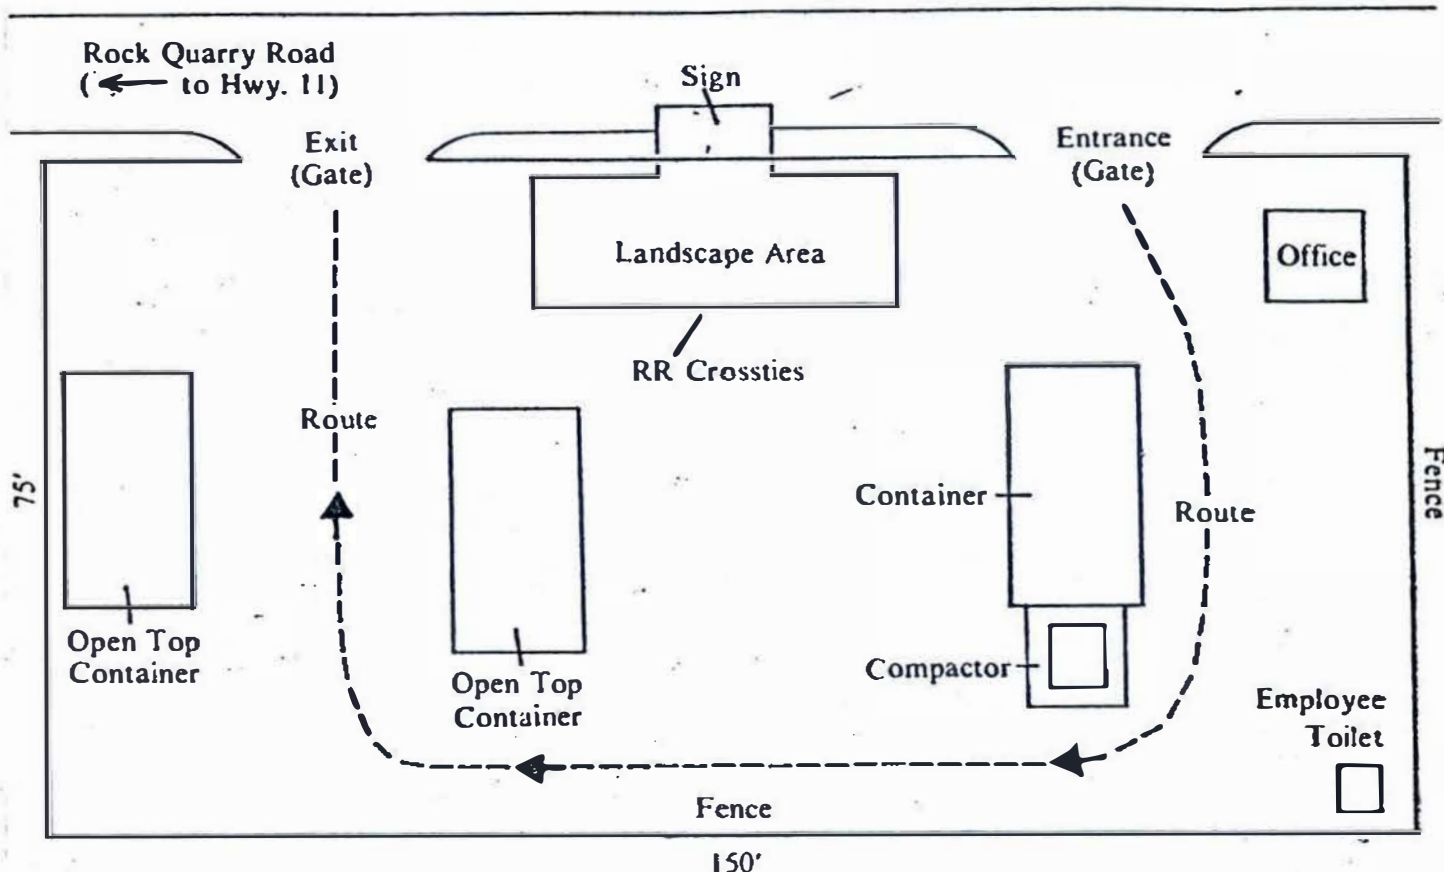 Rock Quarry Road
(← to Hwy. 11)
Sign
Exit
(Gate)
Entrance
(Gate)
Landscape Area
Office
RR Crossties
Route
Container
Route
Fence
75'
Open Top
Container
Open Top
Container
Compactor
Employee
Toilet
Fence
150'